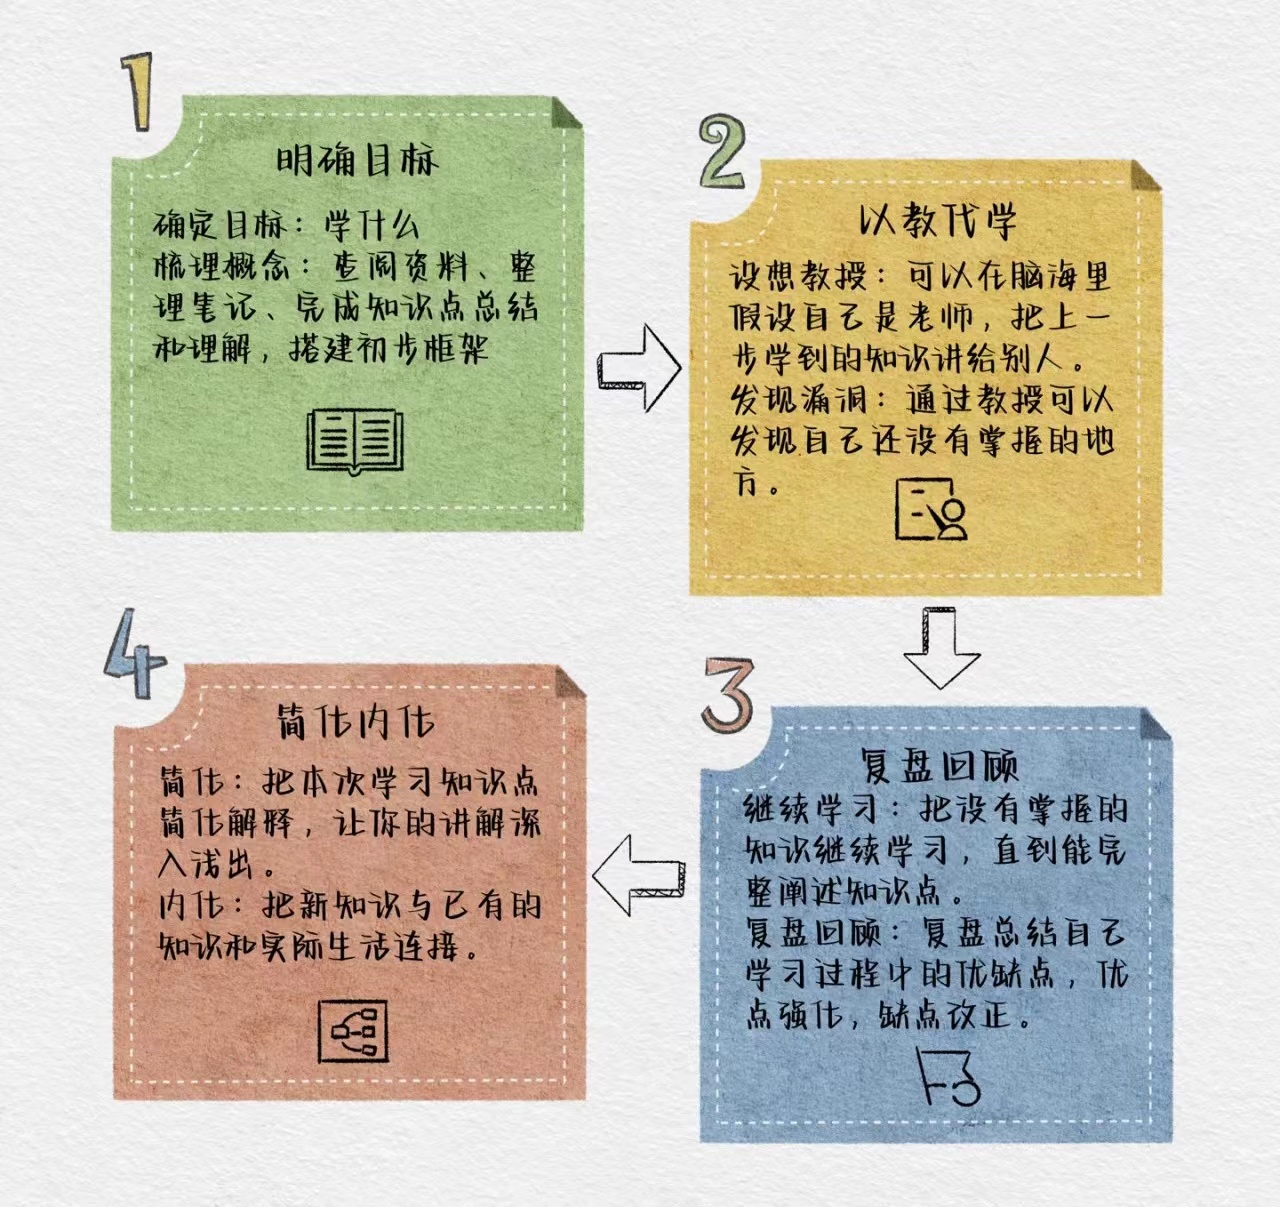 1
明确目标
确定目标：学什么
梳理概念：查阅资料、整
理笔记、完成知识点总结
和理解，搭建初步框架
2
以教代学
设想教授：可以在脑海里
假设自己是老师，把上一
步学到的知识讲给别人。
发现漏洞：通过教授可以
发现自己还没有掌握的地
方。
3
复盘回顾
继续学习：把没有掌握的
知识继续学习，直到能完
整阐述知识点。
复盘回顾：复盘总结自己
学习过程中的优缺点，优
点强化，缺点改正。
4
简化内化
简化：把本次学习知识点
简化解释，让你的讲解深
入浅出。
内化：把新知识与已有的
知识和实际生活连接。